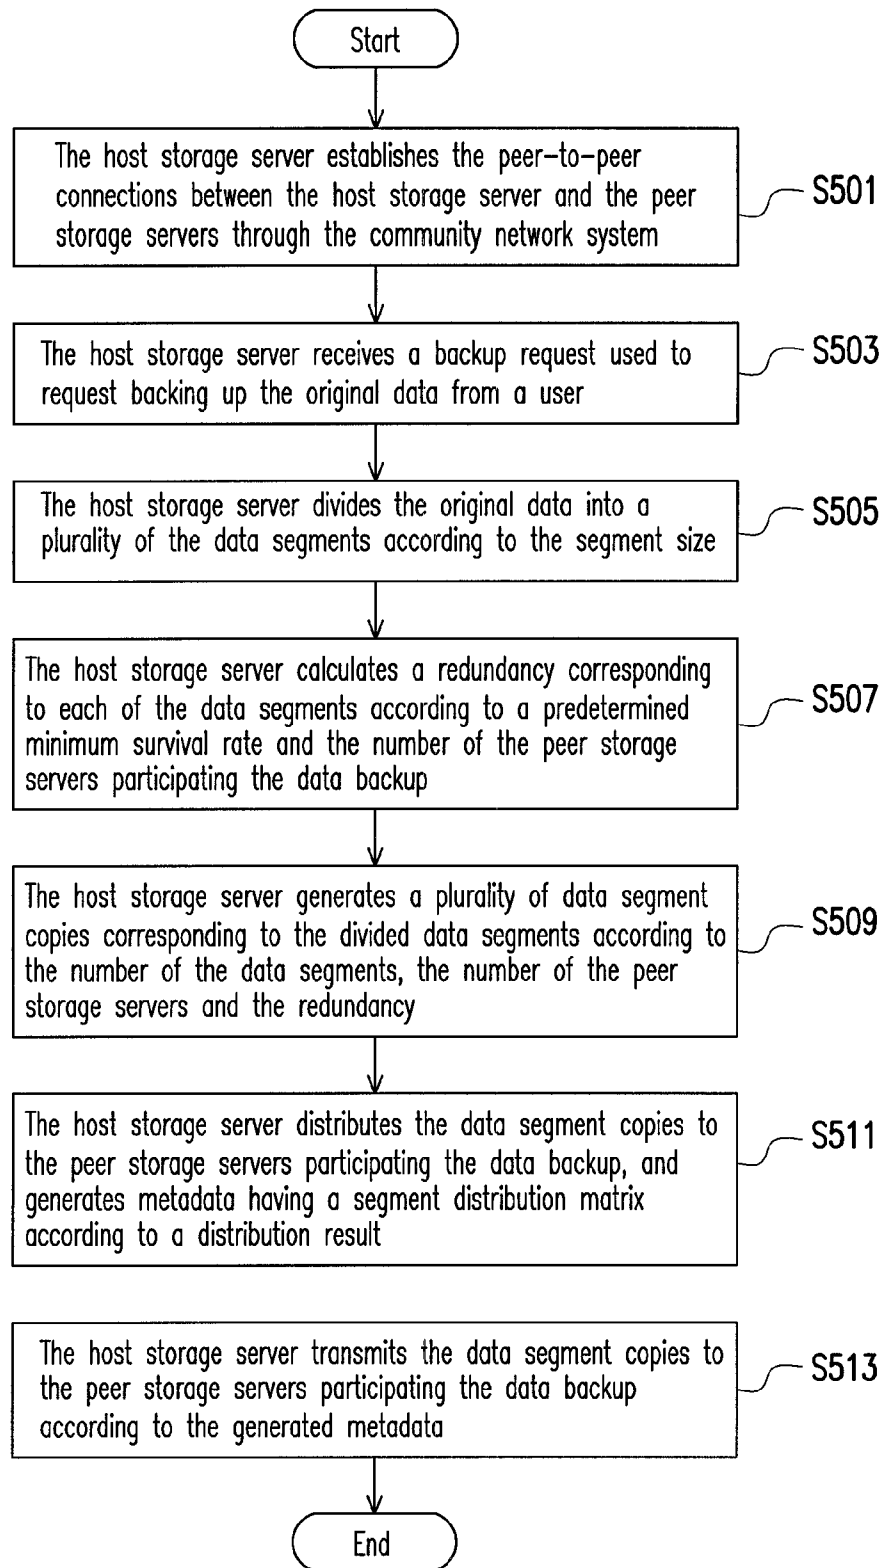 Start
The host storage server establishes the peer-to-peer
connections between the host storage server and the peer
storage servers through the community network system
S501
The host storage server receives a backup request used to
request backing up the original data from a user
S503
The host storage server divides the original data into a
plurality of the data segments according to the segment size
S505
The host storage server calculates a redundancy corresponding
to each of the data segments according to a predetermined
minimum survival rate and the number of the peer storage
servers participating the data backup
S507
The host storage server generates a plurality of data segment
copies corresponding to the divided data segments according to
the number of the data segments, the number of the peer
storage servers and the redundancy
S509
The host storage server distributes the data segment copies to
the peer storage servers participating the data backup, and
generates metadata having a segment distribution matrix
according to a distribution result
S511
The host storage server transmits the data segment copies to
the peer storage servers participating the data backup
according to the generated metadata
S513
End